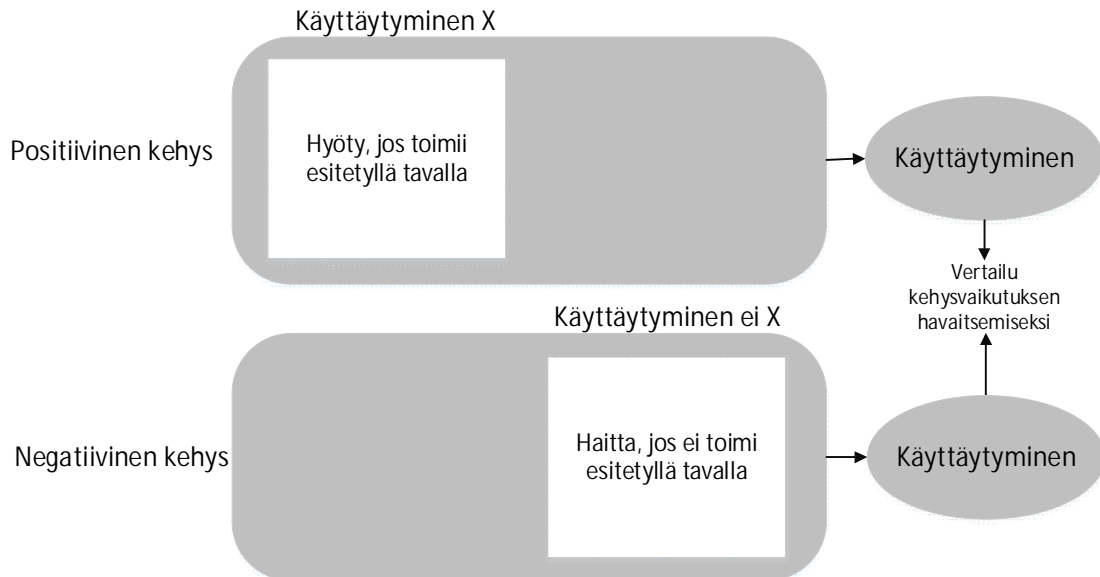 Käyttäytyminen X
Positiivinen kehys
Hyöty, jos toimii
esitetyllä tavalla
Käyttäytyminen
Vertailu
kehysvaikutuksen
havaitsemiseksi
Käyttäytyminen ei X
Negatiivinen kehys
Haitta, jos ei toimi
esitetyllä tavalla
Käyttäytyminen